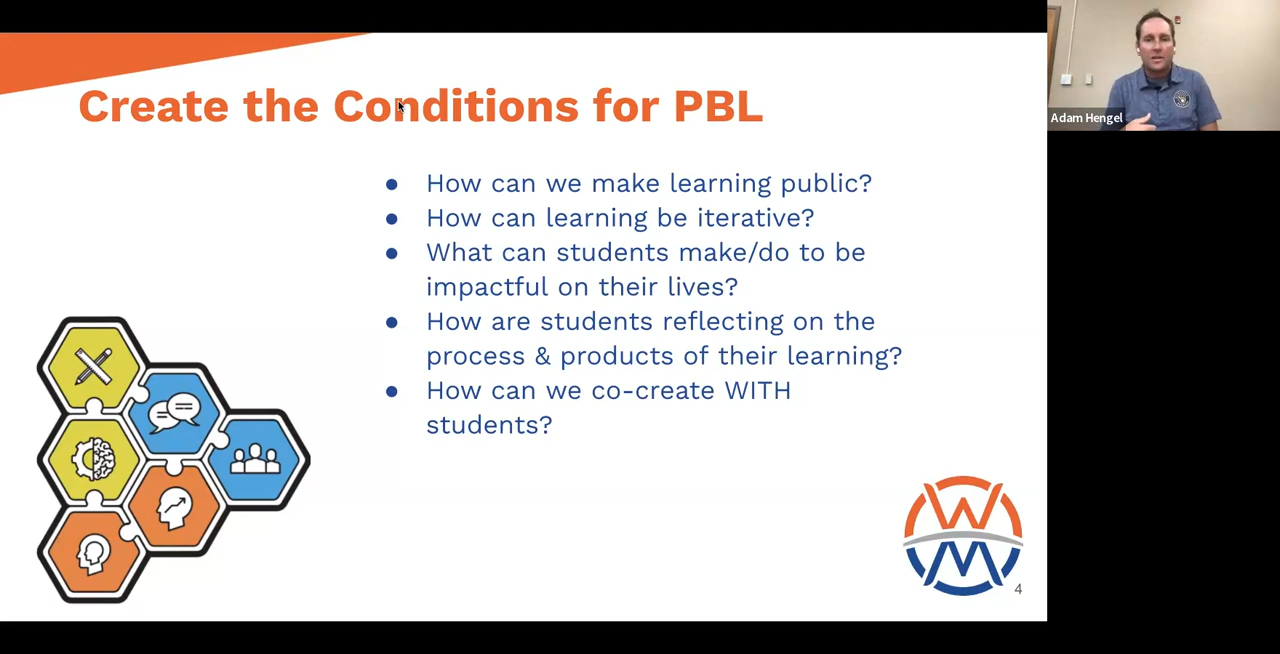 Create the Conditions for PBL
● How can we make learning public?
● How can learning be iterative?
● What can students make/do to be
impactful on their lives?
● How are students reflecting on the
process & products of their learning?
● How can we co-create WITH
students?
WM
4
Adam Hengel